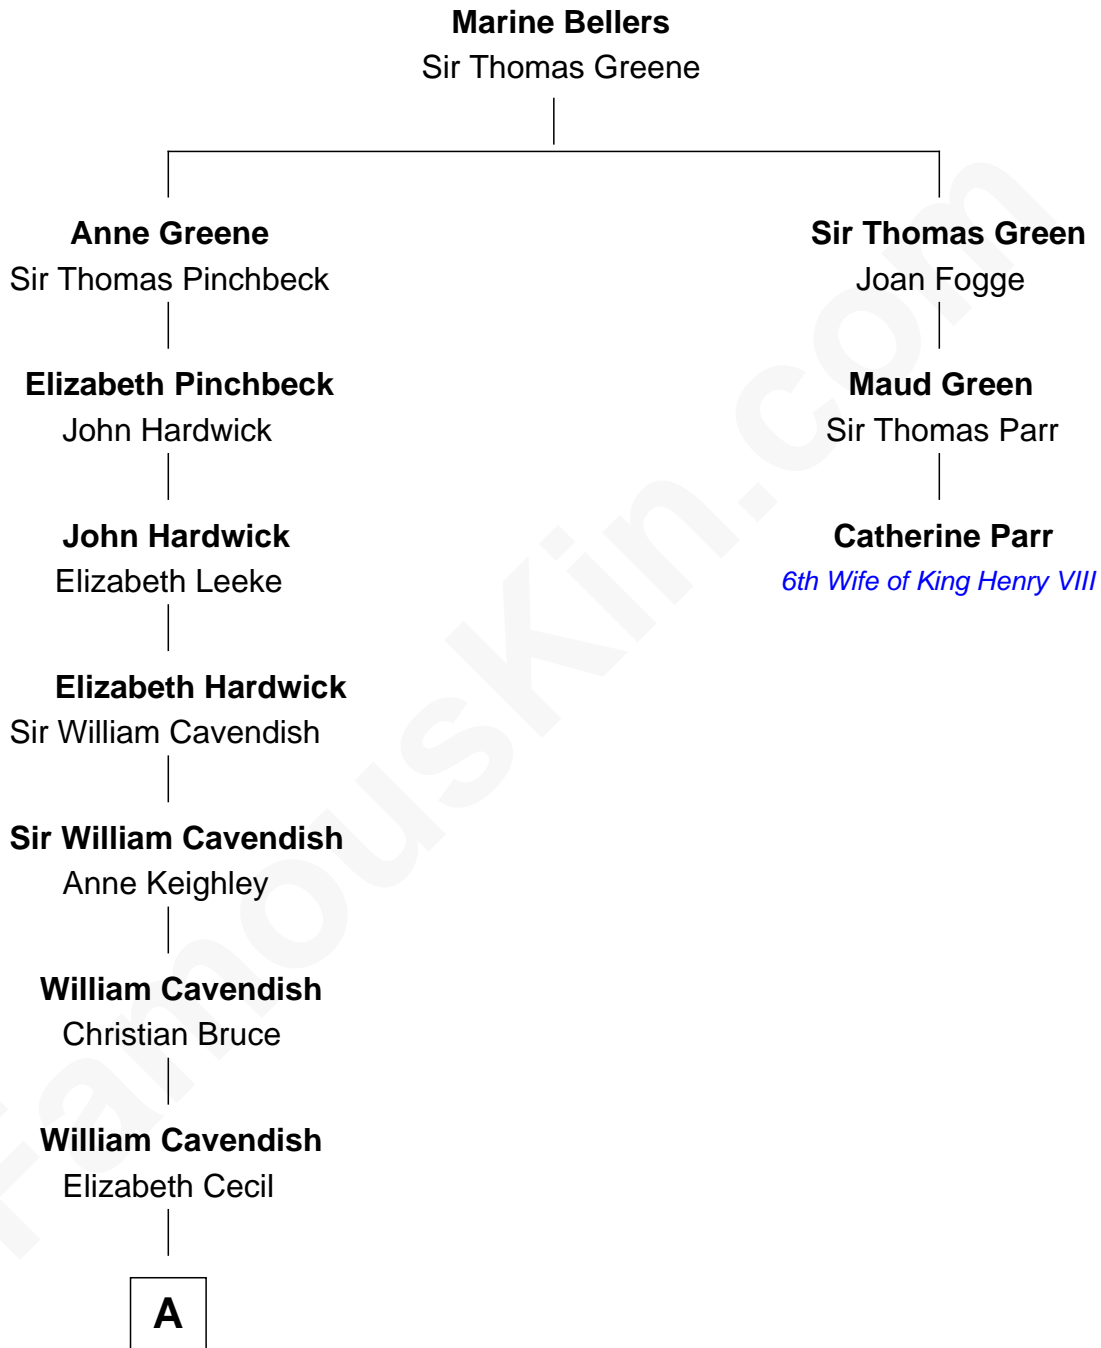 Marine Bellers
Sir Thomas Greene
Anne Greene
Sir Thomas Pinchbeck
Sir Thomas Green
Joan Fogge
Elizabeth Pinchbeck
John Hardwick
Maud Green
Sir Thomas Parr
John Hardwick
Elizabeth Leeke
Catherine Parr
6th Wife of King Henry VIII
Elizabeth Hardwick
Sir William Cavendish
Sir William Cavendish
Anne Keighley
William Cavendish
Christian Bruce
William Cavendish
Elizabeth Cecil
A
FamousKin.com